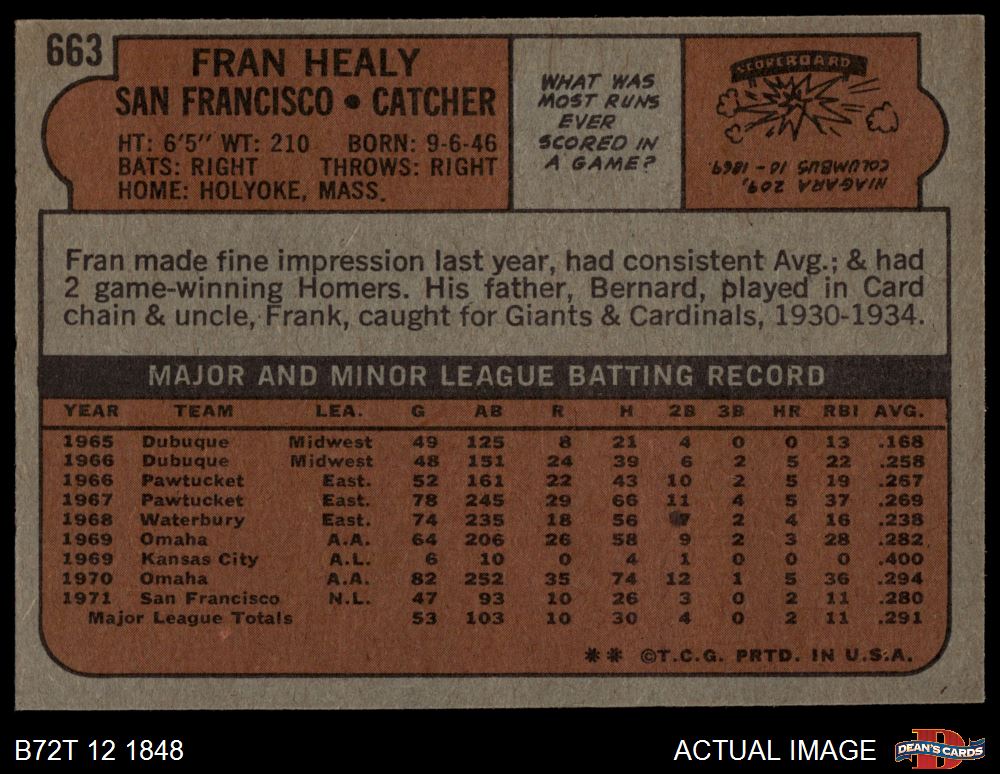 663
FRAN HEALY
SAN FRANCISCO • CATCHER
HT: 6'5" WT: 210 BORN: 9-6-46
BATS: RIGHT THROWS: RIGHT
HOME: HOLYOKE, MASS.
WHAT WAS
MOST RUNS
EVER
SCORED IN
A GAME?
SCOREBOARD
NIAGARA 209,
COLUMBUS 10 - 1869.
Fran made fine impression last year, had consistent Avg.; & had
2 game-winning Homers. His father, Bernard, played in Card
chain & uncle, Frank, caught for Giants & Cardinals, 1930-1934.
MAJOR AND MINOR LEAGUE BATTING RECORD
YEAR TEAM LEA. G AB R H 2B 3B HR RBI AVG.
1965 Dubuque Midwest 49 125 8 21 4 0 0 13 .168
1966 Dubuque Midwest 48 151 24 39 6 2 5 22 .258
1966 Pawtucket East. 52 161 22 43 10 2 5 19 .267
1967 Pawtucket East. 78 245 29 66 11 4 5 37 .269
1968 Waterbury East. 74 235 18 56 7 2 4 16 .238
1969 Omaha A.A. 64 206 26 58 9 2 3 28 .282
1969 Kansas City A.L. 6 10 0 4 1 0 0 0 .400
1970 Omaha A.A. 82 252 35 74 12 1 5 36 .294
1971 San Francisco N.L. 47 93 10 26 3 0 2 11 .280
Major League Totals 53 103 10 30 4 0 2 11 .291
** ©T.C.G. PRTD. IN U.S.A.
B72T 12 1848
ACTUAL IMAGE
D
DEAN'S CARDS